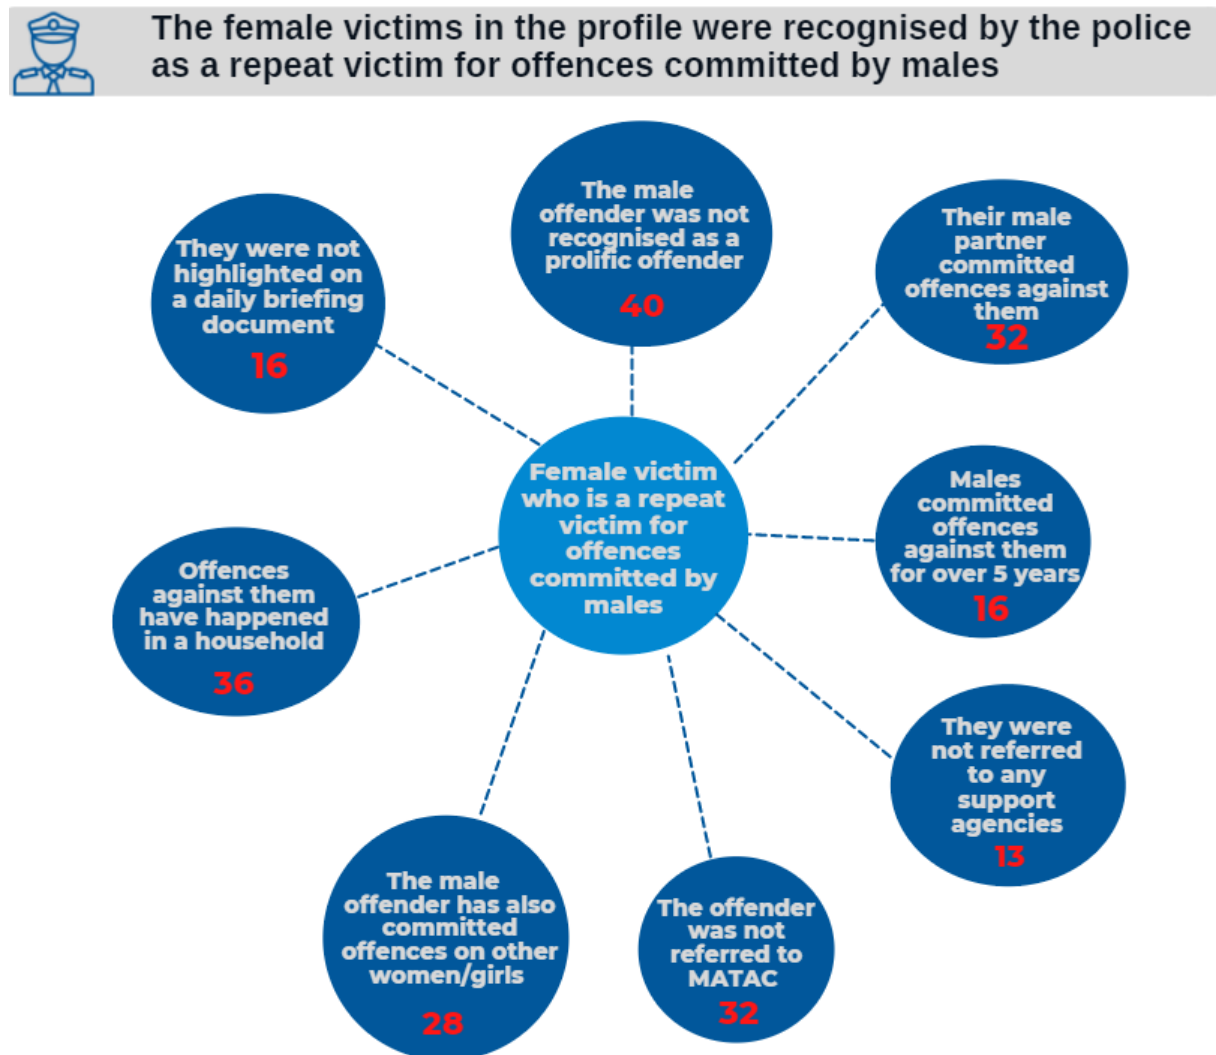 The female victims in the profile were recognised by the police
as a repeat victim for offences committed by males
The male
offender was not
recognised as a
prolific offender
40
They were not
highlighted on
a daily briefing
document
16
Their male
partner
committed
offences against
them
32
Female victim
who is a repeat
victim for
offences
committed by
males
Males
committed
offences
against them
for over 5 years
16
Offences
against them
have happened
in a household
36
They were
not referred
to any
support
agencies
13
The male
offender has also
committed
offences on other
women/girls
28
The offender
was not
referred to
MATAC
32